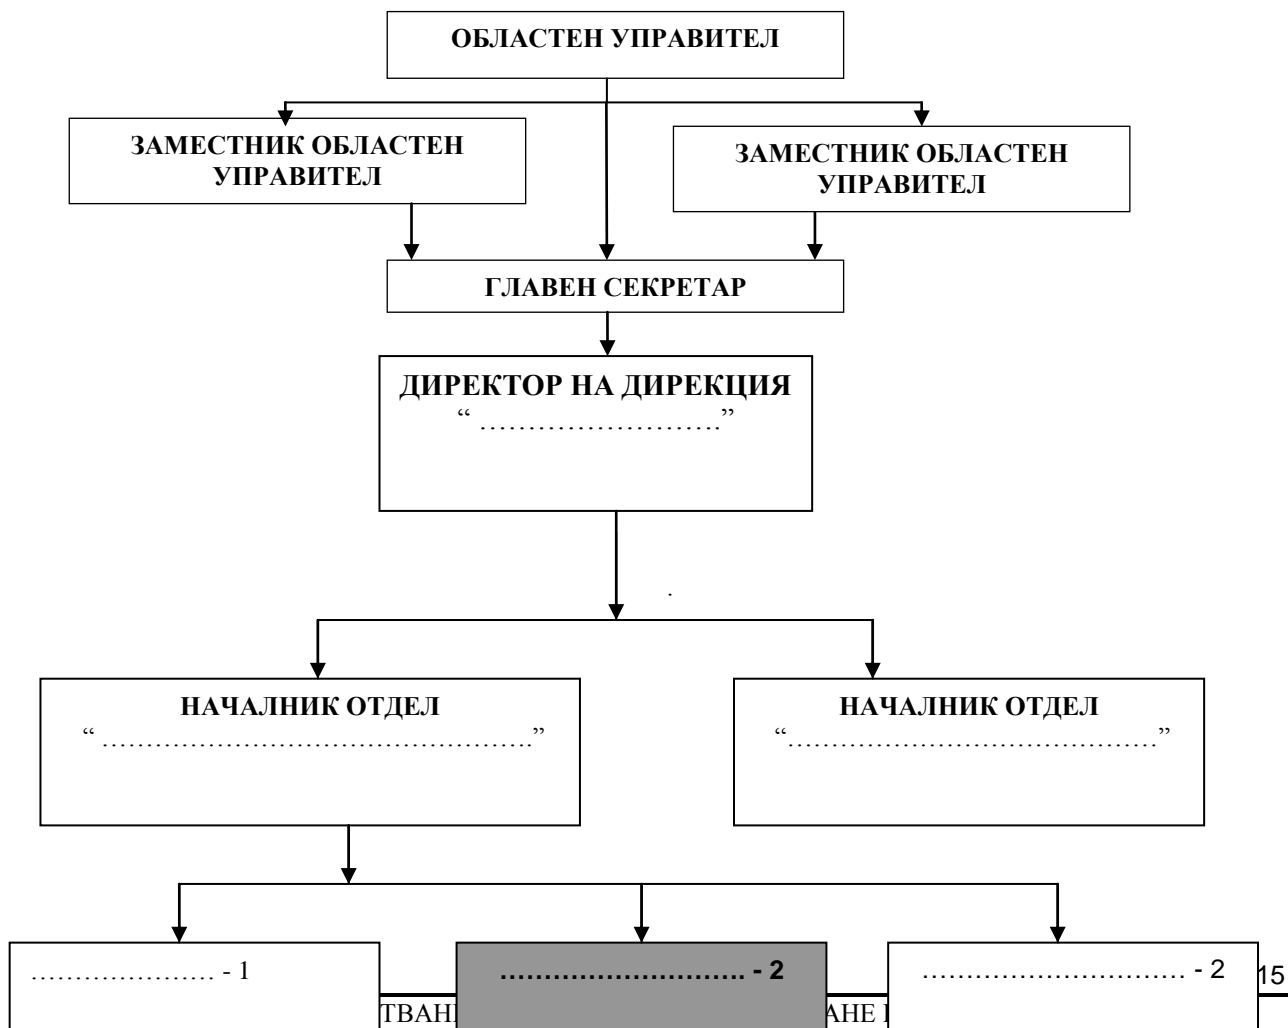 ОБЛАСТЕН УПРАВИТЕЛ
ЗАМЕСТНИК ОБЛАСТЕН
УПРАВИТЕЛ
ЗАМЕСТНИК ОБЛАСТЕН
УПРАВИТЕЛ
ГЛАВЕН СЕКРЕТАР
ДИРЕКТОР НА ДИРЕКЦИЯ
“ …………………….”
.
НАЧАЛНИК ОТДЕЛ
“ ………………………………………….”
НАЧАЛНИК ОТДЕЛ
“……………………………………”
………………… - 1
………………………. - 2
………………………… - 2
15